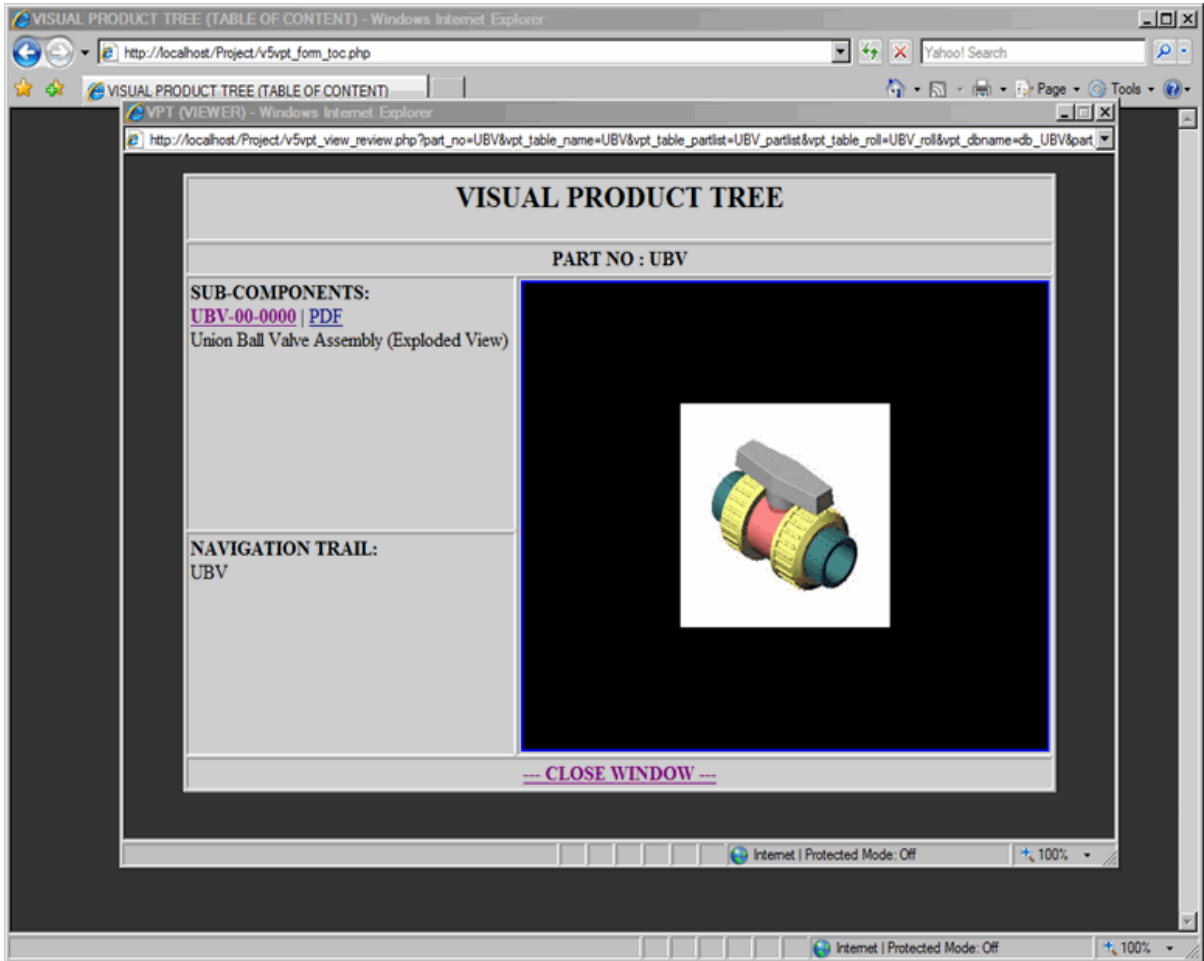 VISUAL PRODUCT TREE (TABLE OF CONTENT) - Windows Internet Explorer
http://localhost/Project/v5vpt_form_toc.php
Yahoo! Search
VISUAL PRODUCT TREE (TABLE OF CONTENT)
Page
Tools
VPT (VIEWER) - Windows Internet Explorer
http://localhost/Project/v5vpt_view_review.php?part_no=UBV&vpt_table_name=UBV&vpt_table_partlist=UBV_partlist&vpt_table_roll=UBV_roll&vpt_dbname=db_UBV&part
VISUAL PRODUCT TREE
PART NO : UBV
SUB-COMPONENTS:
UBV-00-0000 | PDF
Union Ball Valve Assembly (Exploded View)
NAVIGATION TRAIL:
UBV
--- CLOSE WINDOW ---
Internet | Protected Mode: Off
100%
Internet | Protected Mode: Off
100%